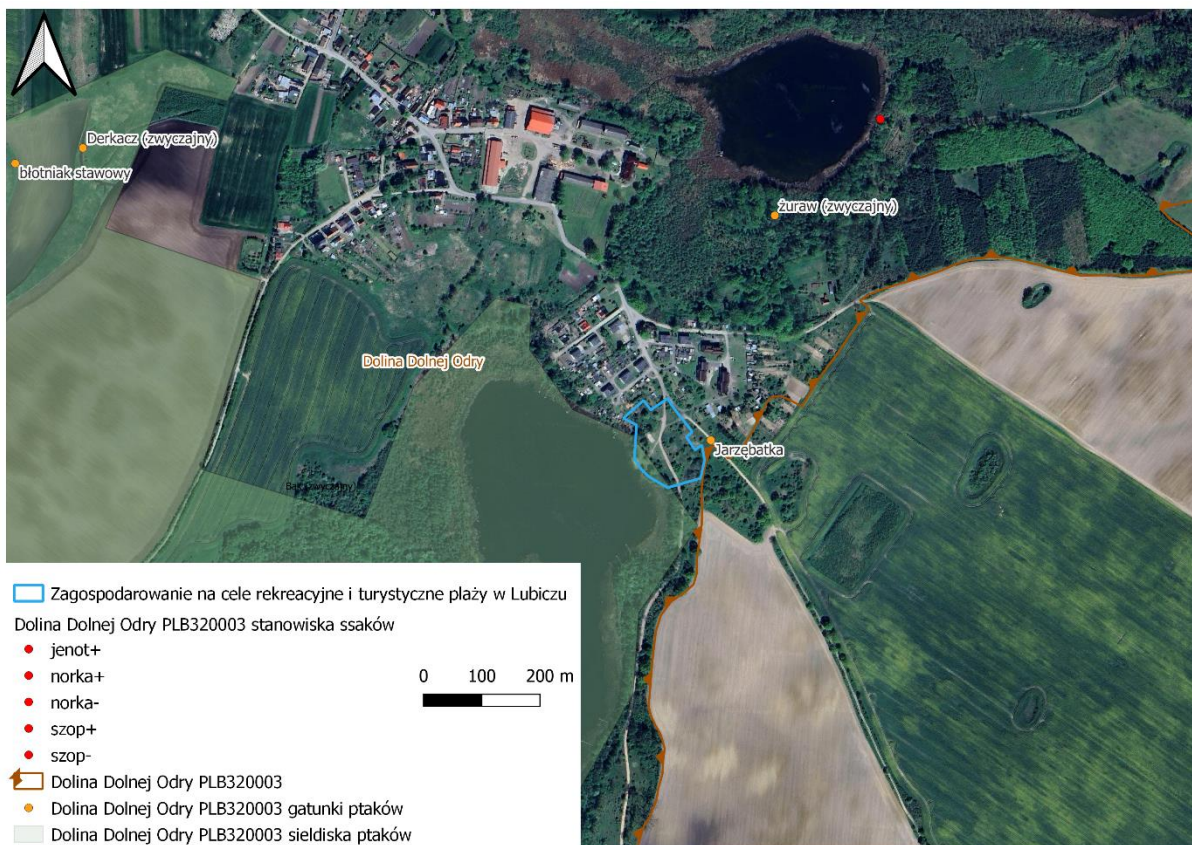 Derkacz (zwyczajny)
błotniak stawowy
żuraw (zwyczajny)
Dolina Dolnej Odry
Jarzębatka
Bąk (zwyczajny)
Zagospodarowanie na cele rekreacyjne i turystyczne plaży w Lubiczu
Dolina Dolnej Odry PLB320003 stanowiska ssaków
jenot+
norka+
norka-
szop+
szop-
0 100 200 m
Dolina Dolnej Odry PLB320003
Dolina Dolnej Odry PLB320003 gatunki ptaków
Dolina Dolnej Odry PLB320003 sieldiska ptaków